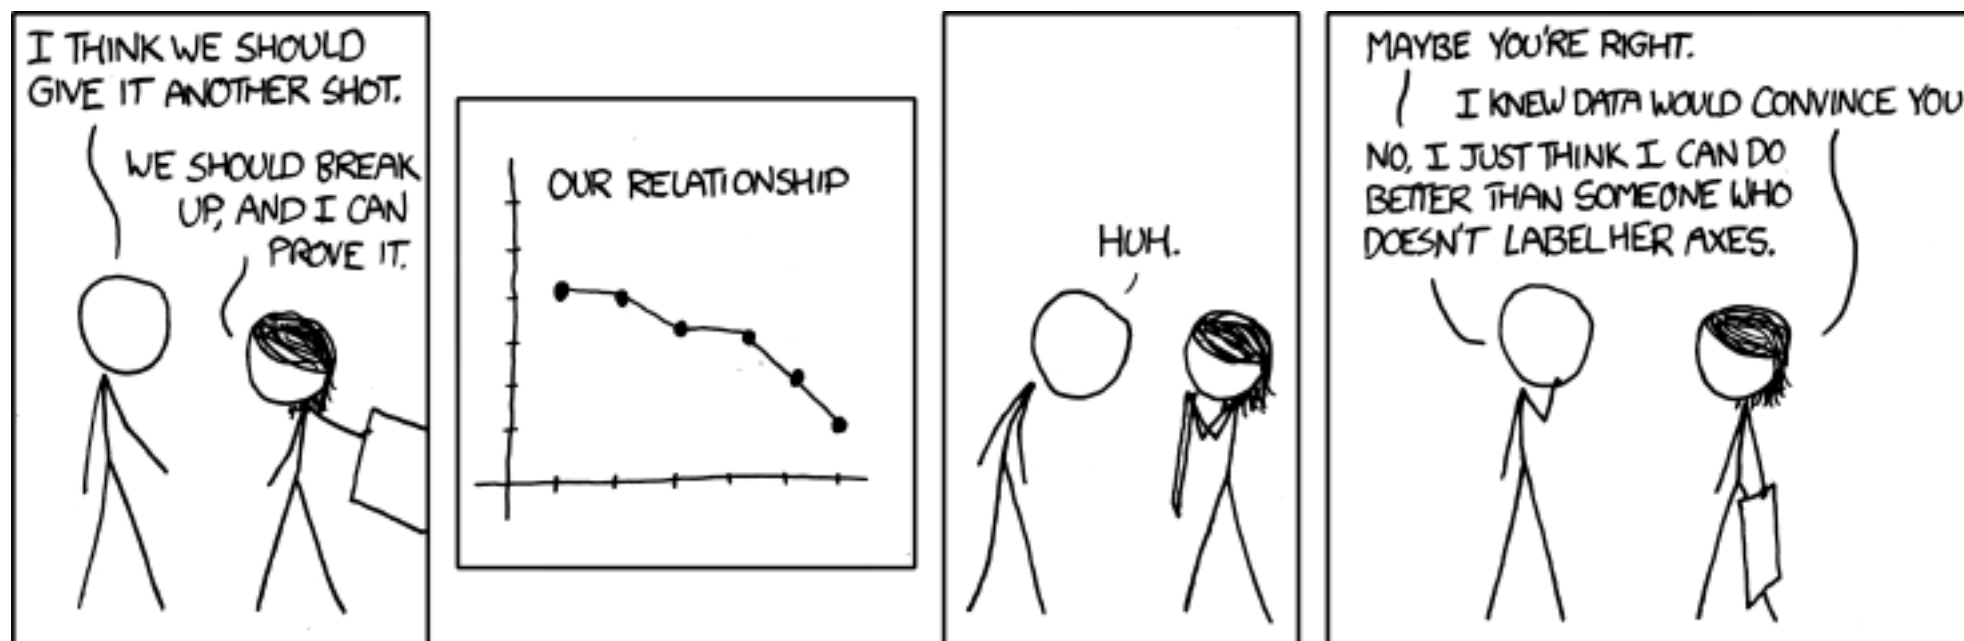 I THINK WE SHOULD
GIVE IT ANOTHER SHOT.
WE SHOULD BREAK
UP, AND I CAN
PROVE IT.
OUR RELATIONSHIP
HUH.
MAYBE YOU'RE RIGHT.
I KNEW DATA WOULD CONVINCE YOU
NO, I JUST THINK I CAN DO
BETTER THAN SOMEONE WHO
DOESN'T LABEL HER AXES.